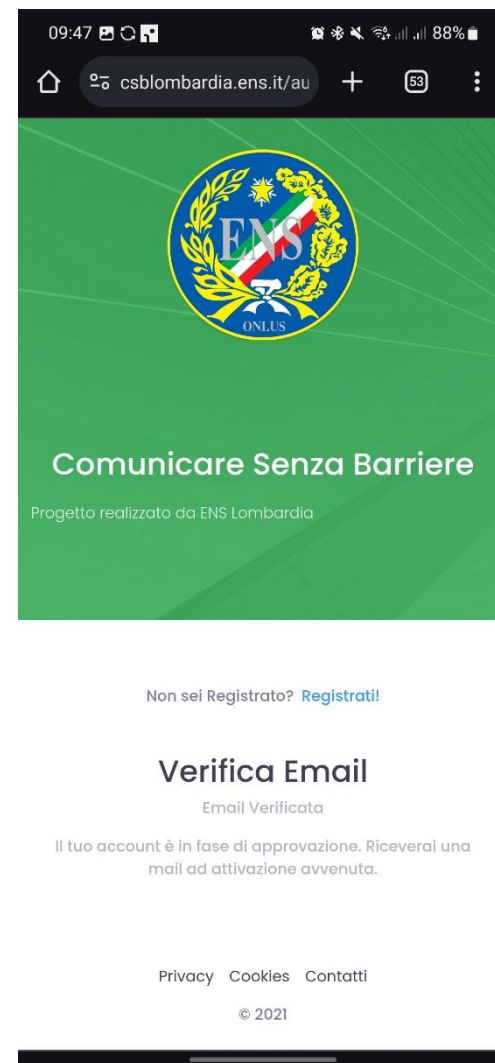 09:47
88%
csblombardia.ens.it/au
53
ENS
ONLUS
Comunicare Senza Barriere
Progetto realizzato da ENS Lombardia
Non sei Registrato? Registrati!
Verifica Email
Email Verificata
Il tuo account è in fase di approvazione. Riceverai una
mail ad attivazione avvenuta.
Privacy Cookies Contatti
© 2021